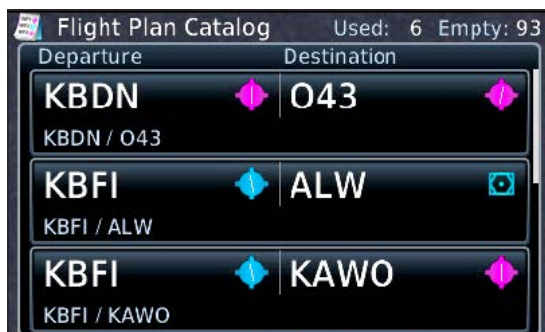 Flight Plan Catalog Used: 6 Empty: 93
Departure Destination
KBDN O43
KBDN / O43
KBFI ALW
KBFI / ALW
KBFI KAWO
KBFI / KAWO